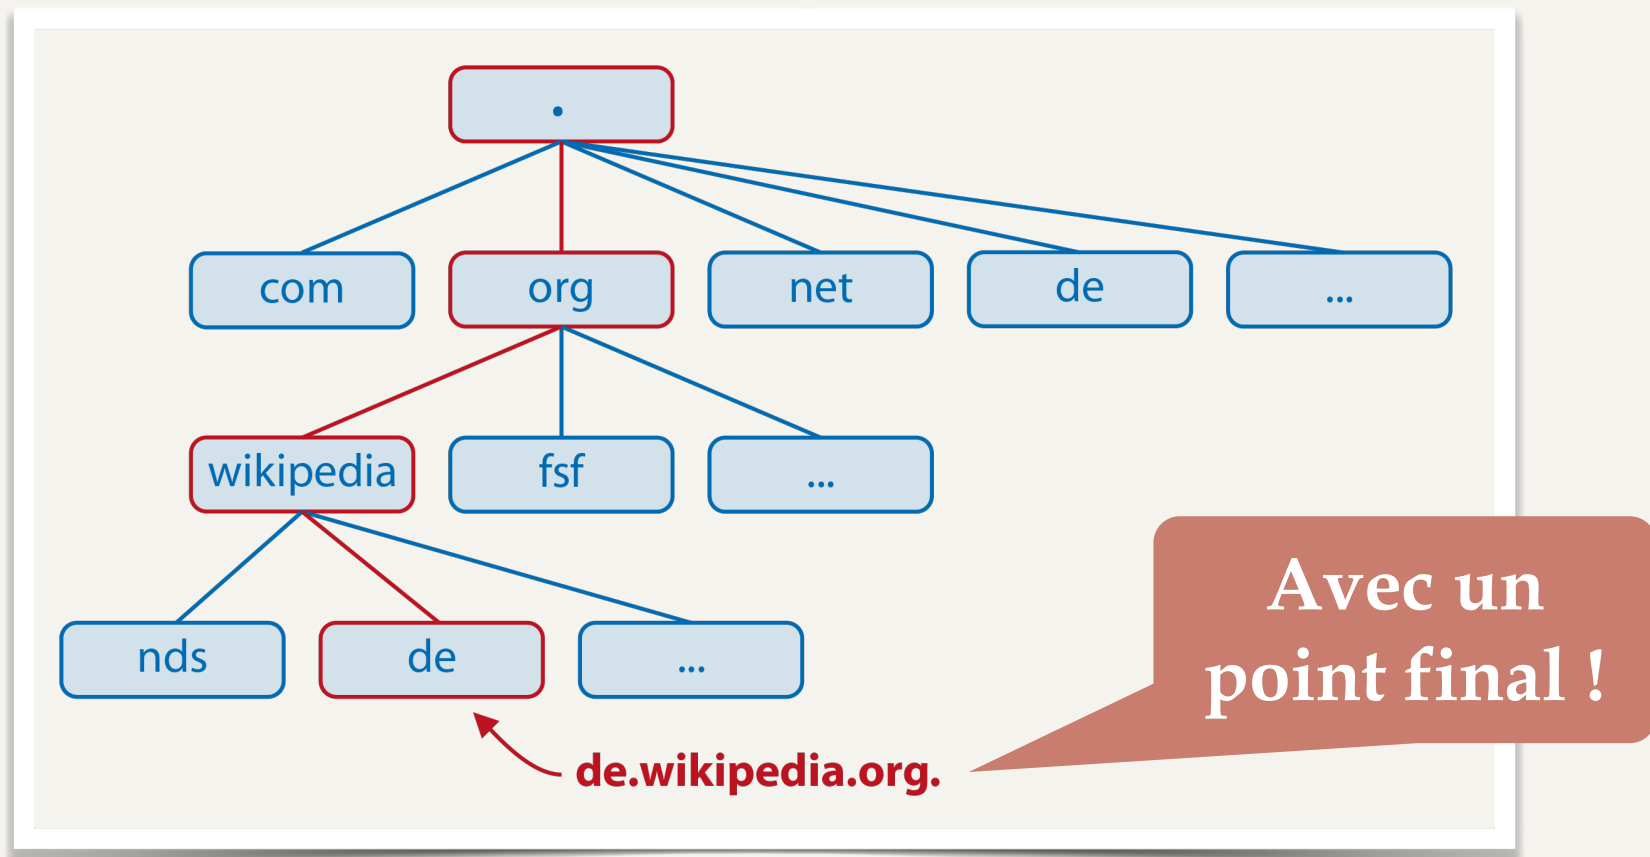 .
com
org
net
de
...
wikipedia
fsf
...
nds
de
...
Avec un
point final !
de.wikipedia.org.